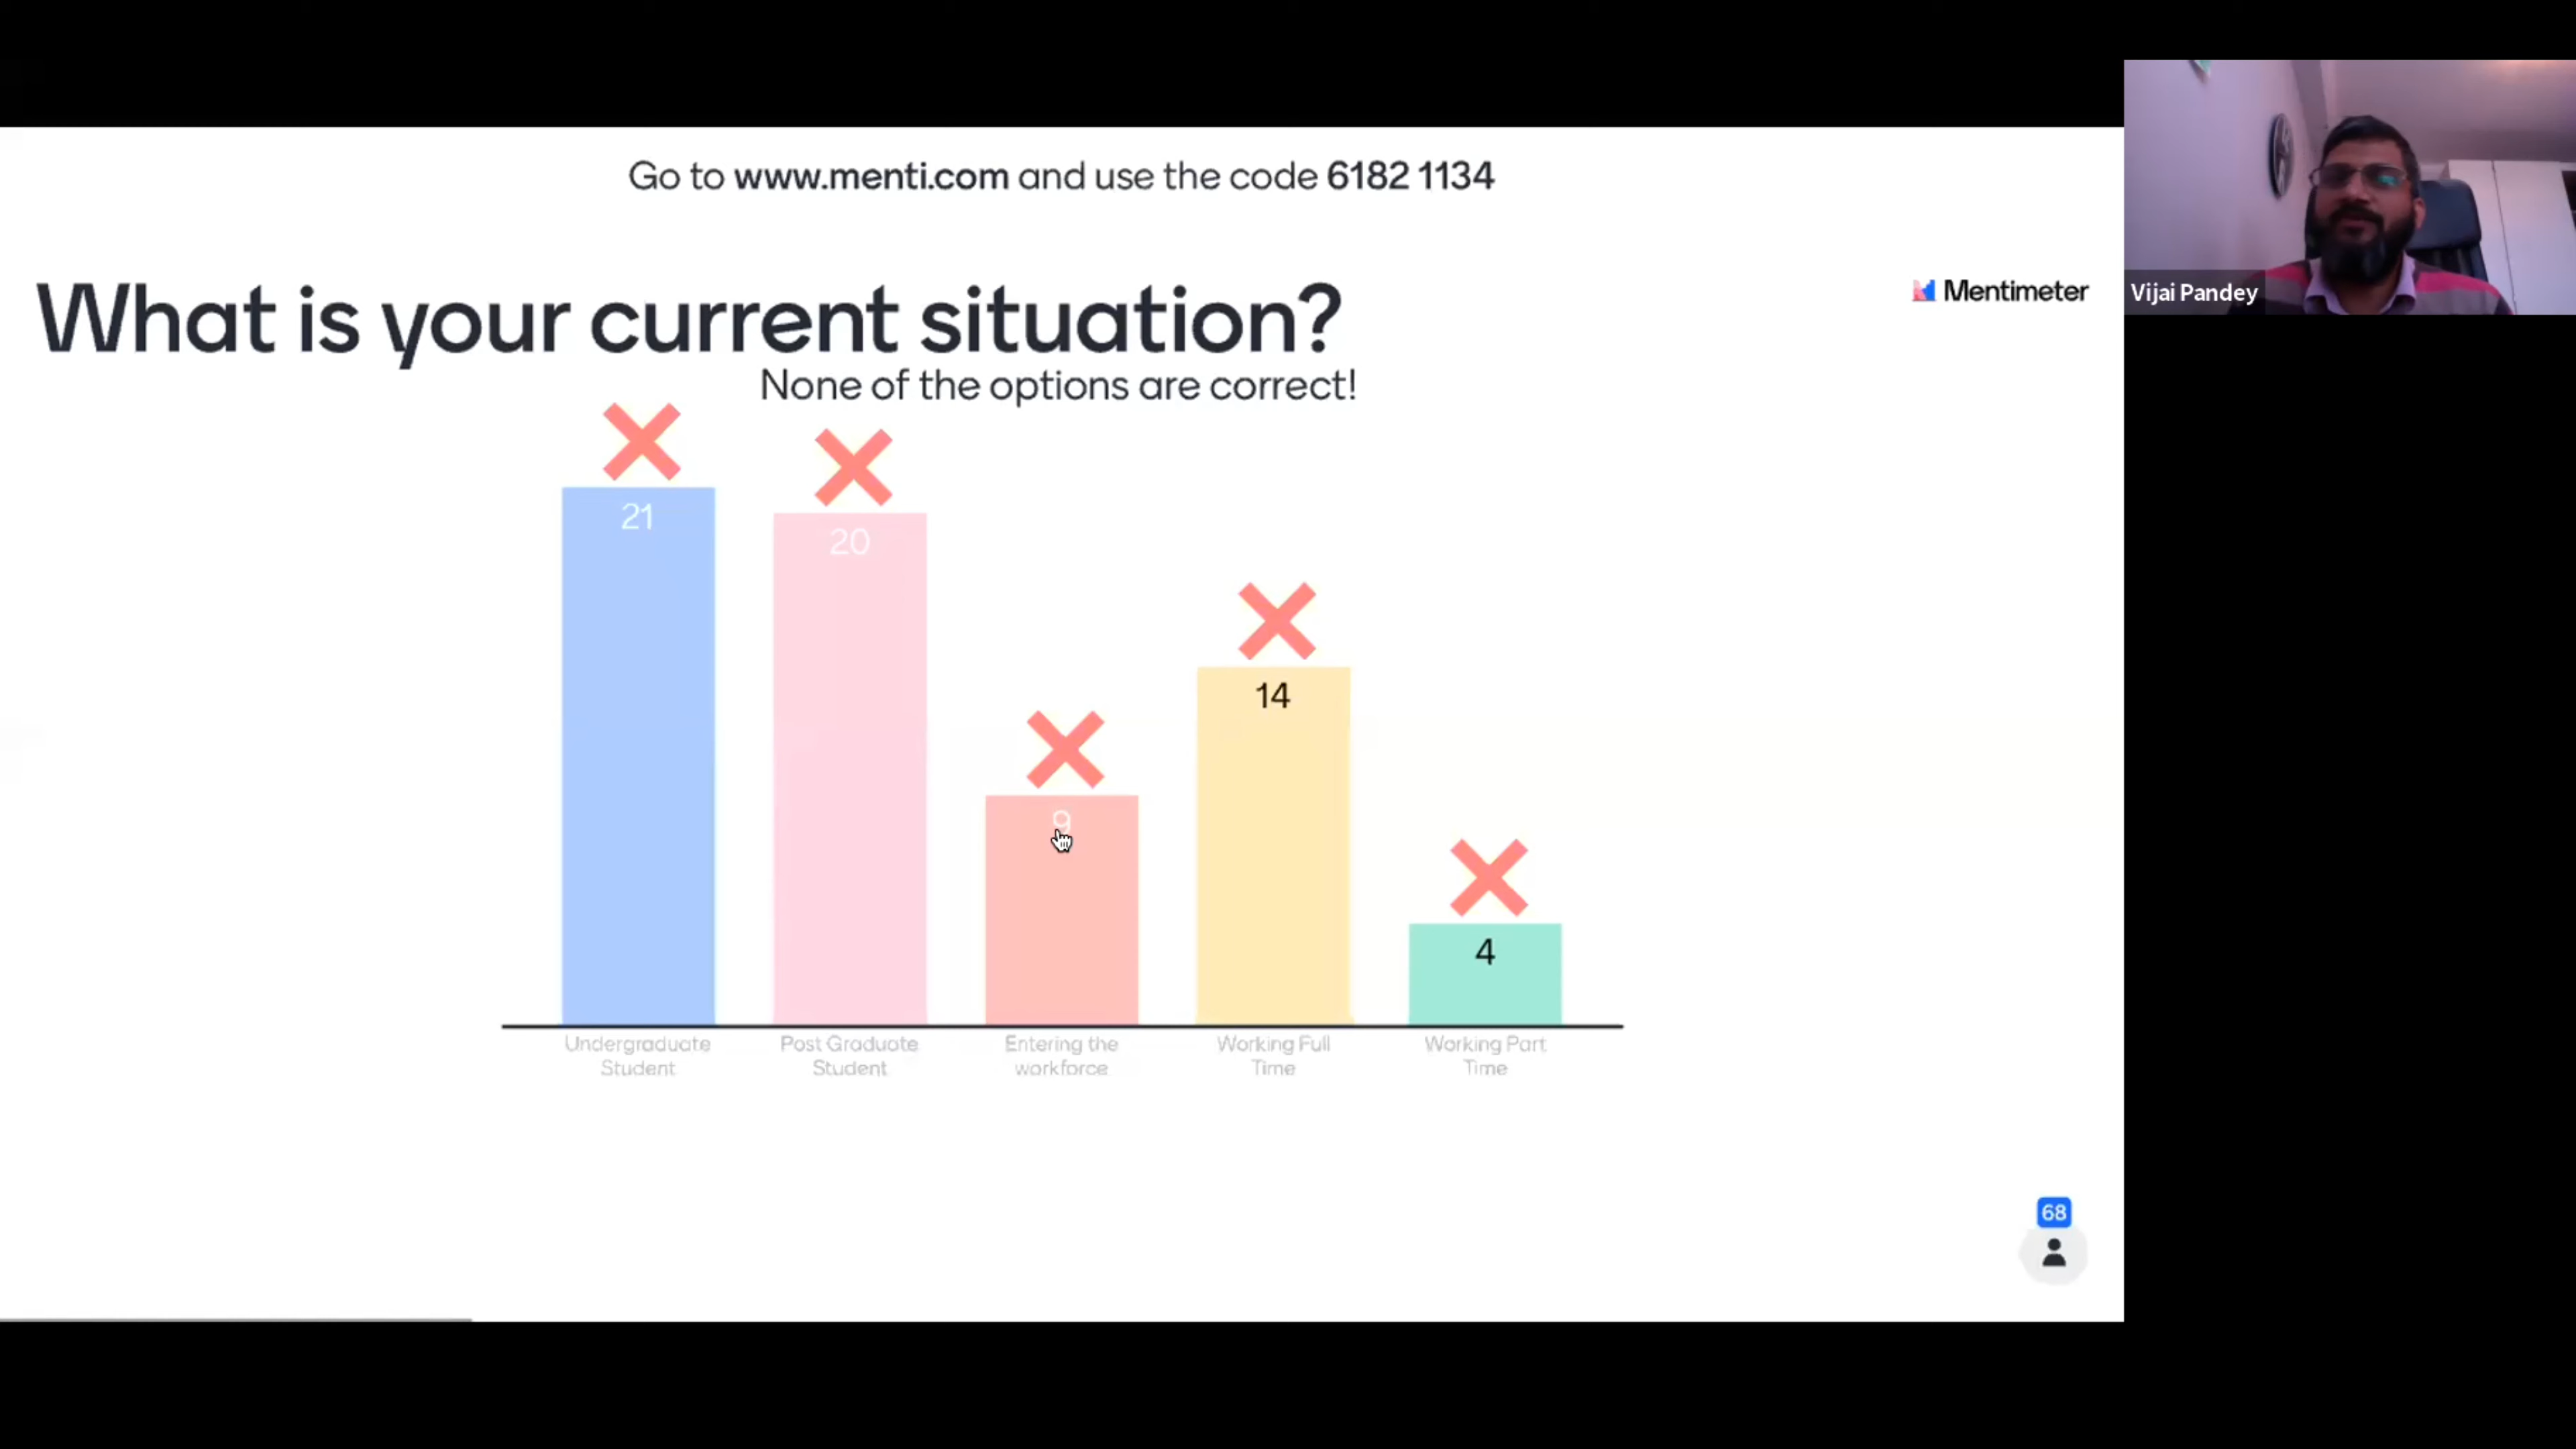 Go to www.menti.com and use the code 6182 1134
What is your current situation?
Mentimeter
Vijai Pandey
None of the options are correct!
21
20
9
14
4
Undergraduate
Student
Post Graduate
Student
Entering the
workforce
Working Full
Time
Working Part
Time
68